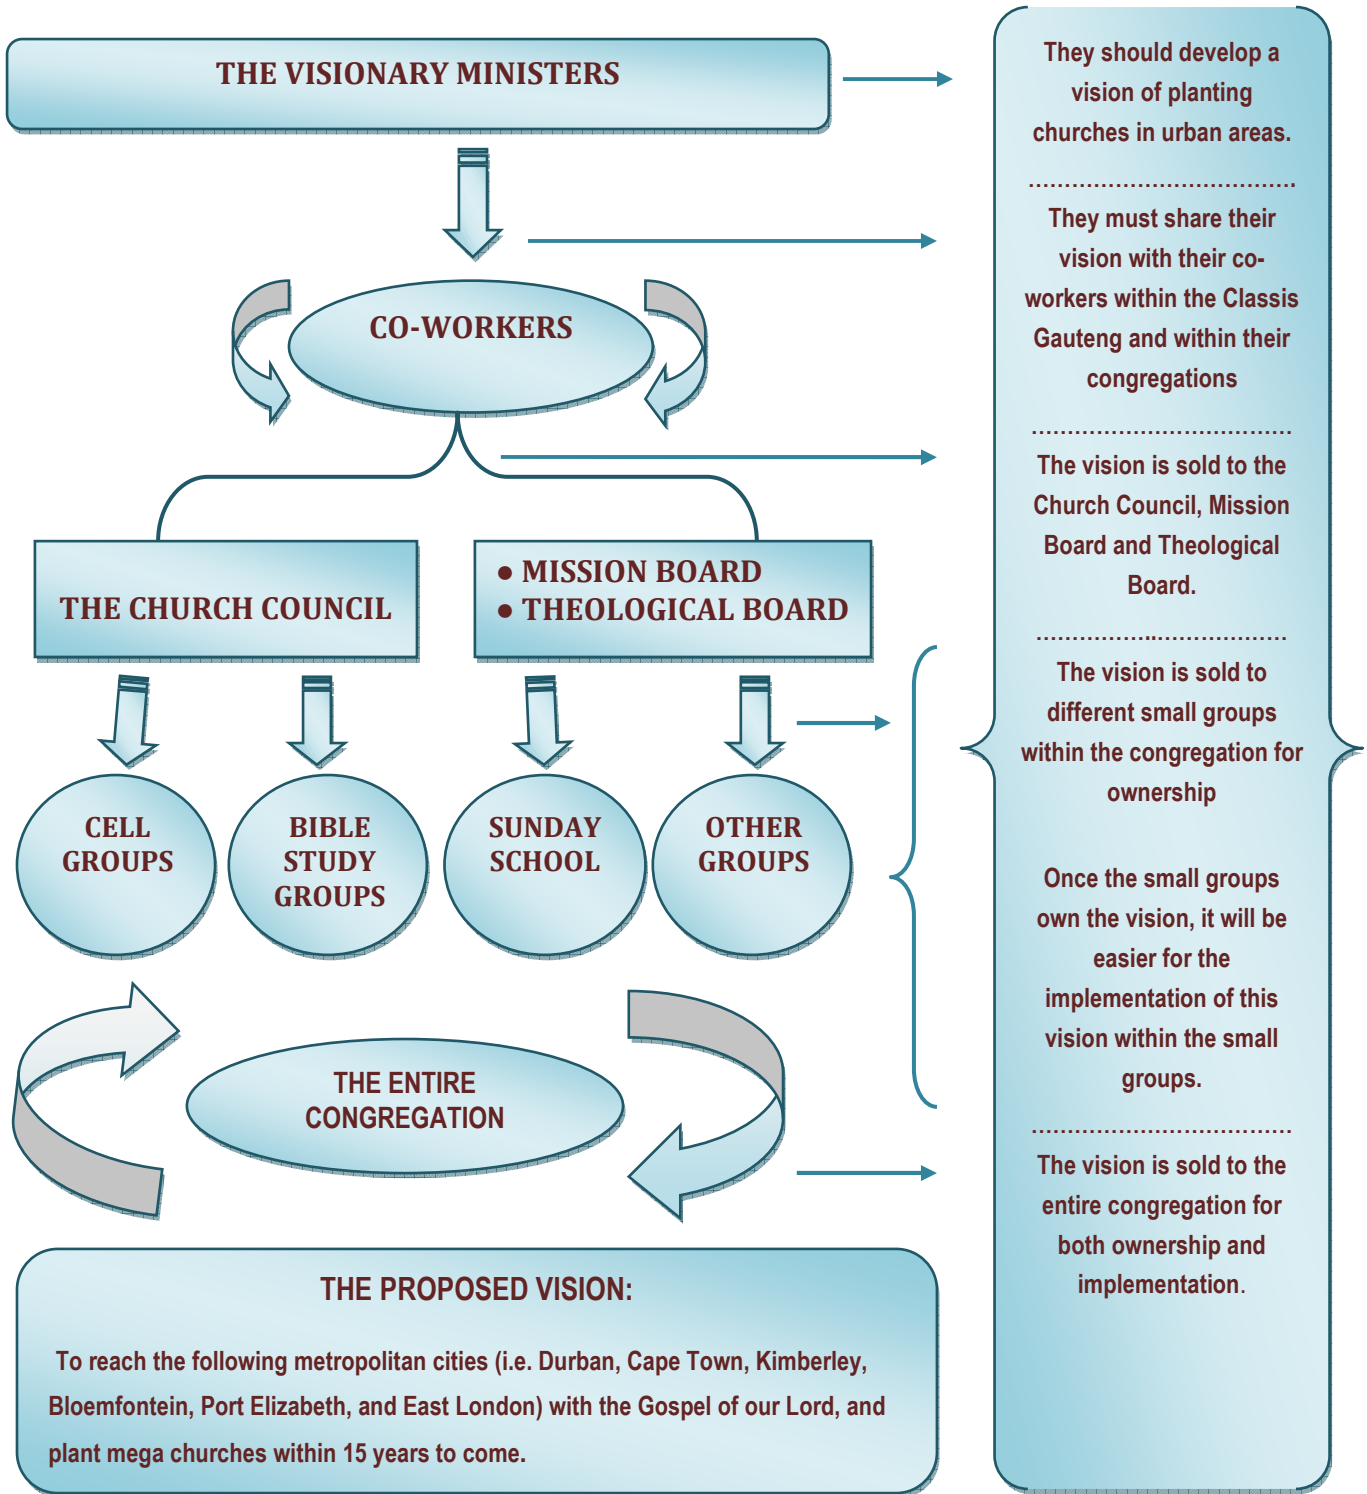 THE VISIONARY MINISTERS
CO-WORKERS
THE CHURCH COUNCIL
● MISSION BOARD
● THEOLOGICAL BOARD
CELL
GROUPS
BIBLE
STUDY
GROUPS
SUNDAY
SCHOOL
OTHER
GROUPS
THE ENTIRE
CONGREGATION
THE PROPOSED VISION:
To reach the following metropolitan cities (i.e. Durban, Cape Town, Kimberley,
Bloemfontein, Port Elizabeth, and East London) with the Gospel of our Lord, and
plant mega churches within 15 years to come.
They should develop a
vision of planting
churches in urban areas.
……………………………….
They must share their
vision with their co-
workers within the Classis
Gauteng and within their
congregations
………………………………
The vision is sold to the
Church Council, Mission
Board and Theological
Board.
……………..………………
The vision is sold to
different small groups
within the congregation for
ownership
Once the small groups
own the vision, it will be
easier for the
implementation of this
vision within the small
groups.
………………………………
The vision is sold to the
entire congregation for
both ownership and
implementation.